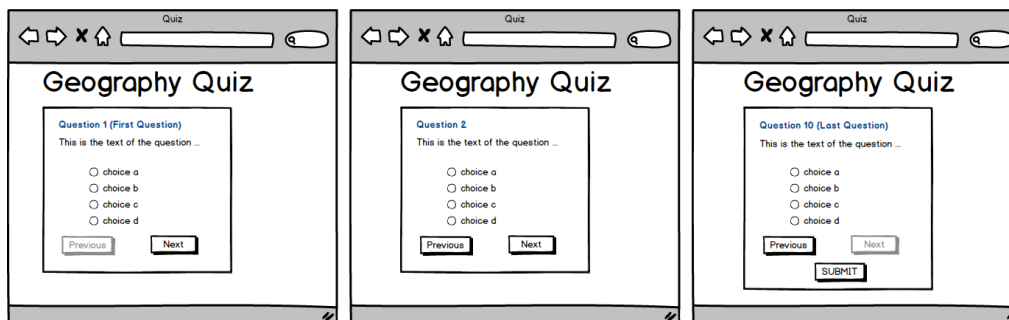 Quiz
Geography Quiz
Question 1 (First Question)
This is the text of the question ...
choice a
choice b
choice c
choice d
Previous
Next
Quiz
Geography Quiz
Question 2
This is the text of the question ...
choice a
choice b
choice c
choice d
Previous
Next
Quiz
Geography Quiz
Question 10 (Last Question)
This is the text of the question ...
choice a
choice b
choice c
choice d
Previous
Next
SUBMIT